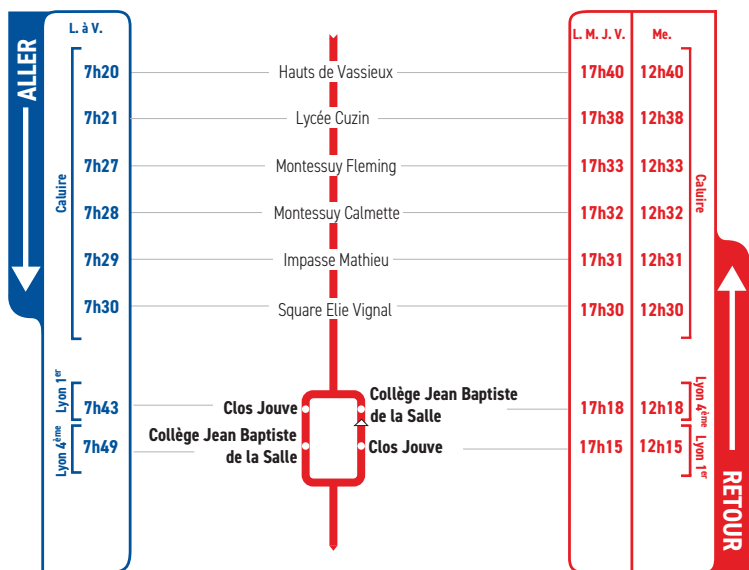 ALLER
L. à V.
L. M. J. V. Me.
7h20 Hauts de Vassieux 17h40 12h40
7h21 Lycée Cuzin 17h38 12h38
7h27 Montessuy Fleming 17h33 12h33
Caluire
Caluire
7h28 Montessuy Calmette 17h32 12h32
7h29 Impasse Mathieu 17h31 12h31
7h30 Square Elie Vignal 17h30 12h30
Lyon 1er
7h43 Clos Jouve
Collège Jean Baptiste
de la Salle
17h18 12h18
Lyon 4ème
Lyon 4ème
7h49
Collège Jean Baptiste
de la Salle
Clos Jouve 17h15 12h15
Lyon 1er
RETOUR